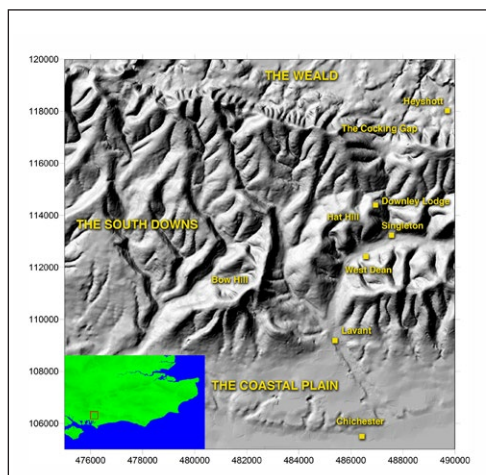 120000
118000
116000
114000
112000
110000
108000
106000
THE WEALD
Heyshott
The Cocking Gap
Downley Lodge
Hat Hill
Singleton
THE SOUTH DOWNS
West Dean
Bow Hill
Lavant
THE COASTAL PLAIN
Chichester
476000 478000 480000 482000 484000 486000 488000 490000